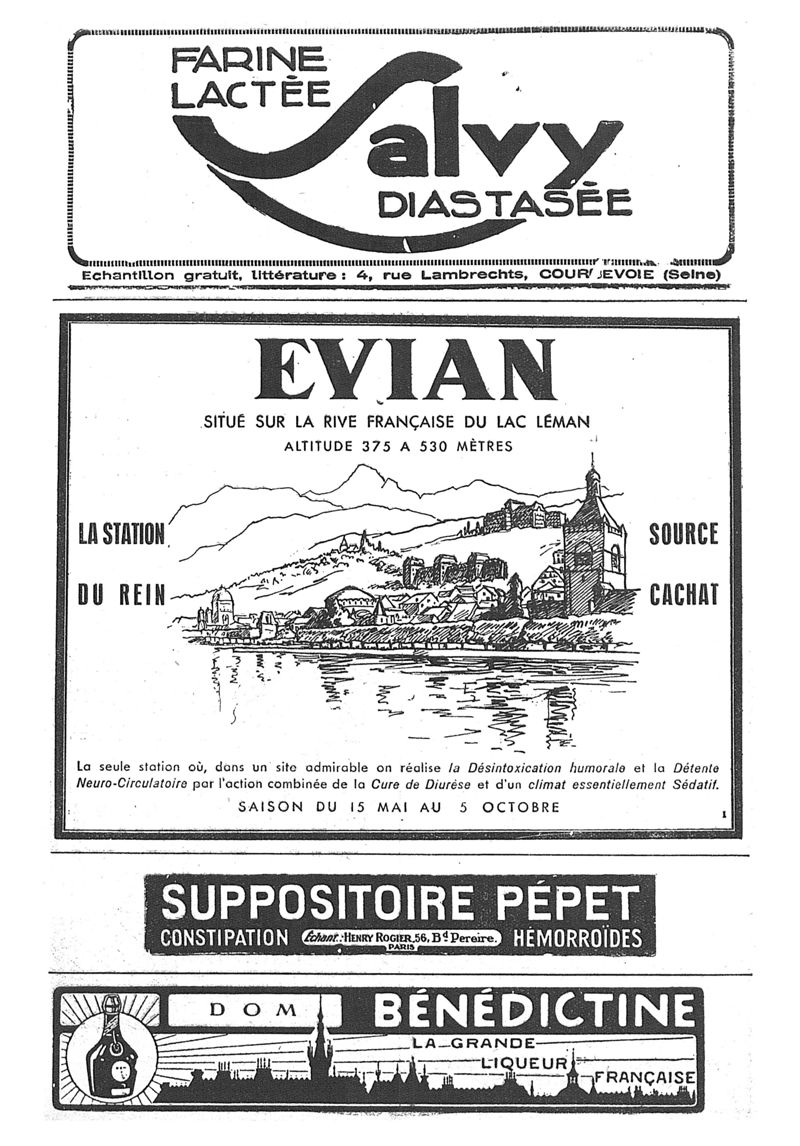 FARINE
LACTÉE
Salvy
DIASTASÉE
Echantillon gratuit, littérature : 4, rue Lambrechts, COURBEVOIE (Seine)
EVIAN
SITUÉ SUR LA RIVE FRANÇAISE DU LAC LÉMAN
ALTITUDE 375 A 530 MÈTRES
LA STATION
DU REIN
SOURCE
CACHAT
La seule station où, dans un site admirable on réalise la Désintoxication humorale et la Détente
Neuro-Circulatoire par l'action combinée de la Cure de Diurèse et d'un climat essentiellement Sédatif.
SAISON DU 15 MAI AU 5 OCTOBRE
1
SUPPOSITOIRE PÉPET
CONSTIPATION Échant.: HENRY ROGIER, 56, Bd Pereire. HÉMORROÏDES
PARIS
DOM BÉNÉDICTINE
LA GRANDE
LIQUEUR
FRANÇAISE